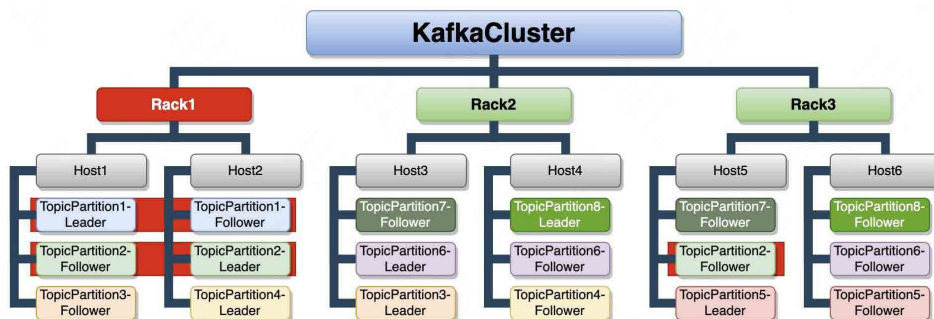 KafkaCluster
Rack1
Rack2
Rack3
Host1
Host2
Host3
Host4
Host5
Host6
TopicPartition1-
Leader
TopicPartition1-
Follower
TopicPartition7-
Follower
TopicPartition8-
Leader
TopicPartition7-
Follower
TopicPartition8-
Follower
TopicPartition2-
Follower
TopicPartition2-
Leader
TopicPartition6-
Leader
TopicPartition6-
Follower
TopicPartition2-
Follower
TopicPartition6-
Follower
TopicPartition3-
Follower
TopicPartition4-
Leader
TopicPartition3-
Leader
TopicPartition4-
Follower
TopicPartition5-
Leader
TopicPartition5-
Follower